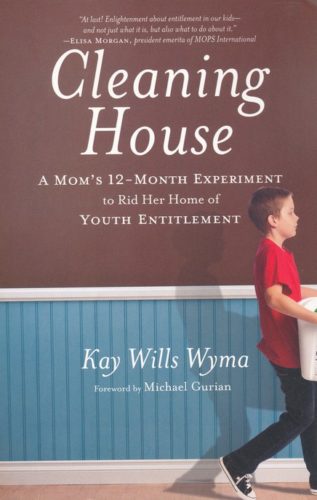 "At last! Enlightenment about entitlement in our kids—
and not just what it is, but also what to do about it."
—ELISA MORGAN, president emerita of MOPS International
Cleaning
House
A MOM'S 12-MONTH EXPERIMENT
to RID HER HOME of
YOUTH ENTITLEMENT
Kay Wills Wyma
Foreword by Michael Gurian